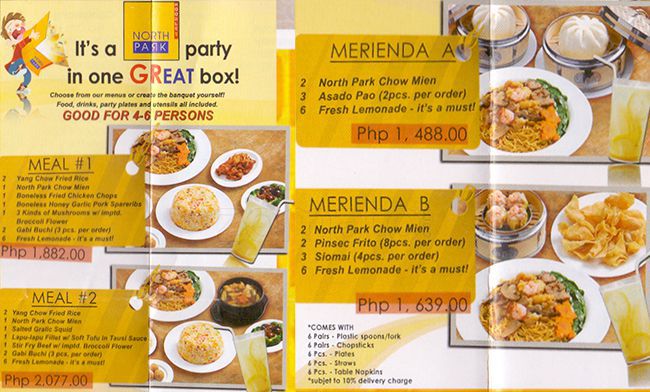 It's a NORTH PARK NOODLES party
in one GREAT box!
Choose from our menus or create the banquet yourself!
Food, drinks, party plates and utensils all included.
GOOD FOR 4-6 PERSONS
MEAL #1
2 Yang Chow Fried Rice
1 North Park Chow Mien
1 Boneless Fried Chicken Chops
1 Boneless Honey Garlic Pork Spareribs
1 3 Kinds of Mushrooms w/ imptd.
Broccoli Flower
2 Gabi Buchi (3 pcs. per order)
6 Fresh Lemonade - it's a must!
Php 1,882.00
MEAL #2
2 Yang Chow Fried Rice
1 North Park Chow Mien
1 Salted Gralic Squid
1 Lapu-lapu Fillet w/ Soft Tofu in Tausi Sauce
1 Stir Fry Beef w/ imptd. Broccoli Flower
2 Gabi Buchi (3 pcs. per order)
6 Fresh Lemonade - it's a must!
Php 2,077.00
MERIENDA A
2 North Park Chow Mien
3 Asado Pao (2pcs. per order)
6 Fresh Lemonade - it's a must!
Php 1, 488.00
MERIENDA B
2 North Park Chow Mien
2 Pinsec Frito (8pcs. per order)
3 Siomai (4pcs. per order)
6 Fresh Lemonade - it's a must!
Php 1, 639.00
*COMES WITH
6 Pairs - Plastic spoons/fork
6 Pairs - Chopsticks
6 Pcs. - Plates
6 Pcs. - Straws
6 Pcs. - Table Napkins
*subjet to 10% delivery charge